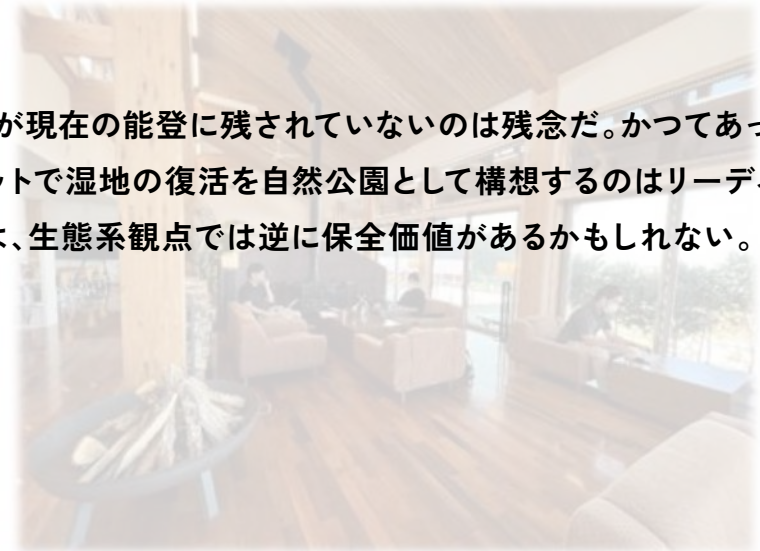 が現在の能登に残されていないのは残念だ。かつてあっ
ットで湿地の復活を自然公園として構想するのはリーデ
、生態系観点では逆に保全価値があるかもしれない。